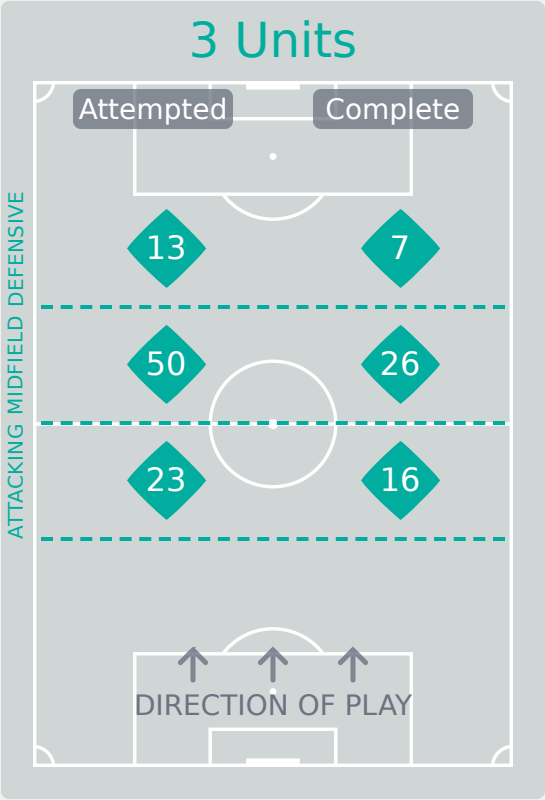 3 Units
Attempted Complete
ATTACKING MIDFIELD DEFENSIVE
13 7
50 26
23 16
DIRECTION OF PLAY